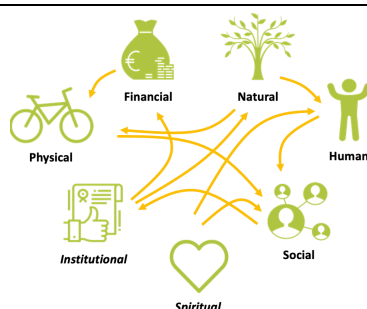 Financial
Natural
Physical
Human
Institutional
Social
Spiritual